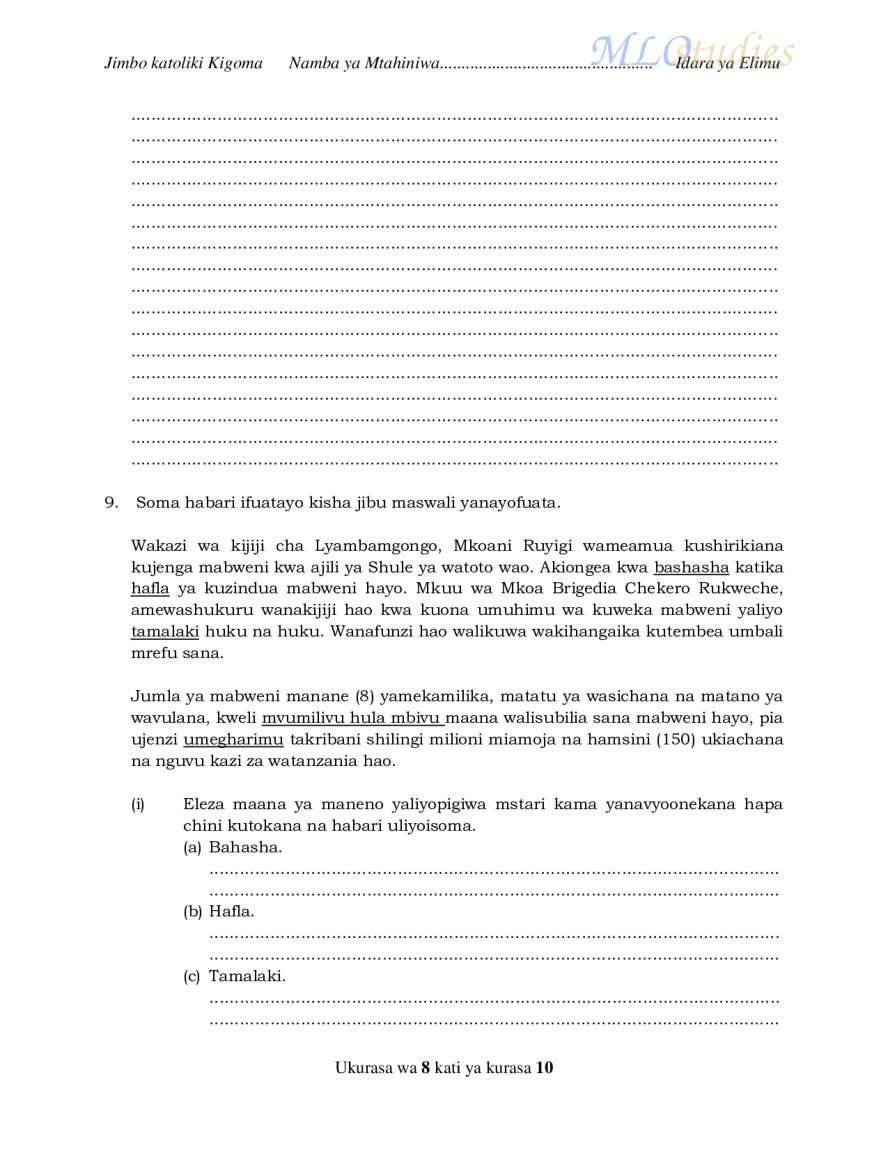 MLOstudies
Jimbo katoliki Kigoma Namba ya Mtahiniwa................................................. Idara ya Elimu
9. Soma habari ifuatayo kisha jibu maswali yanayofuata.
Wakazi wa kijiji cha Lyambamgongo, Mkoani Ruyigi wameamua kushirikiana
kujenga mabweni kwa ajili ya Shule ya watoto wao. Akiongea kwa bashasha katika
hafla ya kuzindua mabweni hayo. Mkuu wa Mkoa Brigedia Chekero Rukweche,
amewashukuru wanakijiji hao kwa kuona umuhimu wa kuweka mabweni yaliyo
tamalaki huku na huku. Wanafunzi hao walikuwa wakihangaika kutembea umbali
mrefu sana.
Jumla ya mabweni manane (8) yamekamilika, matatu ya wasichana na matano ya
wavulana, kweli mvumilivu hula mbivu maana walisubilia sana mabweni hayo, pia
ujenzi umegharimu takribani shilingi milioni miamoja na hamsini (150) ukiachana
na nguvu kazi za watanzania hao.
(i) Eleza maana ya maneno yaliyopigiwa mstari kama yanavyoonekana hapa
chini kutokana na habari uliyoisoma.
(a) Bahasha.
(b) Hafla.
(c) Tamalaki.
Ukurasa wa 8 kati ya kurasa 10